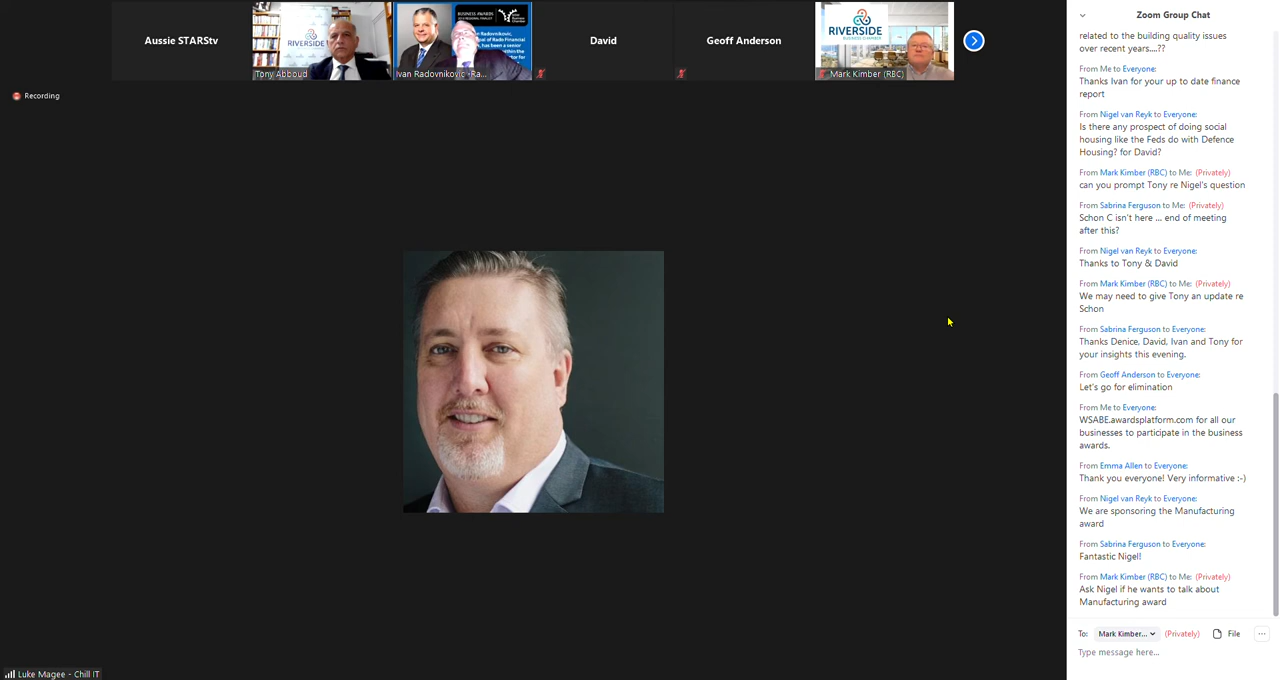 Aussie STARStv
RIVERSIDE
Tony Abboud
BUSINESS AWARDS
Ivan Radovnikovic -Ra...
David
Geoff Anderson
RIVERSIDE
BUSINESS CHAMBER
Mark Kimber (RBC)
Recording
Luke Magee - Chill IT
Zoom Group Chat
related to the building quality issues
over recent years....??
From Me to Everyone:
Thanks Ivan for your up to date finance
report
From Nigel van Reyk to Everyone:
Is there any prospect of doing social
housing like the Feds do with Defence
Housing? for David?
From Mark Kimber (RBC) to Me: (Privately)
can you prompt Tony re Nigel's question
From Sabrina Ferguson to Me: (Privately)
Schon C isn't here ... end of meeting
after this?
From Nigel van Reyk to Everyone:
Thanks to Tony & David
From Mark Kimber (RBC) to Me: (Privately)
We may need to give Tony an update re
Schon
From Sabrina Ferguson to Everyone:
Thanks Denice, David, Ivan and Tony for
your insights this evening.
From Geoff Anderson to Everyone:
Let's go for elimination
From Me to Everyone:
WSABE.awardsplatform.com for all our
businesses to participate in the business
awards.
From Emma Allen to Everyone:
Thank you everyone! Very informative :-)
From Nigel van Reyk to Everyone:
We are sponsoring the Manufacturing
award
From Sabrina Ferguson to Everyone:
Fantastic Nigel!
From Mark Kimber (RBC) to Me: (Privately)
Ask Nigel if he wants to talk about
Manufacturing award
To: Mark Kimber... (Privately) File ...
Type message here...